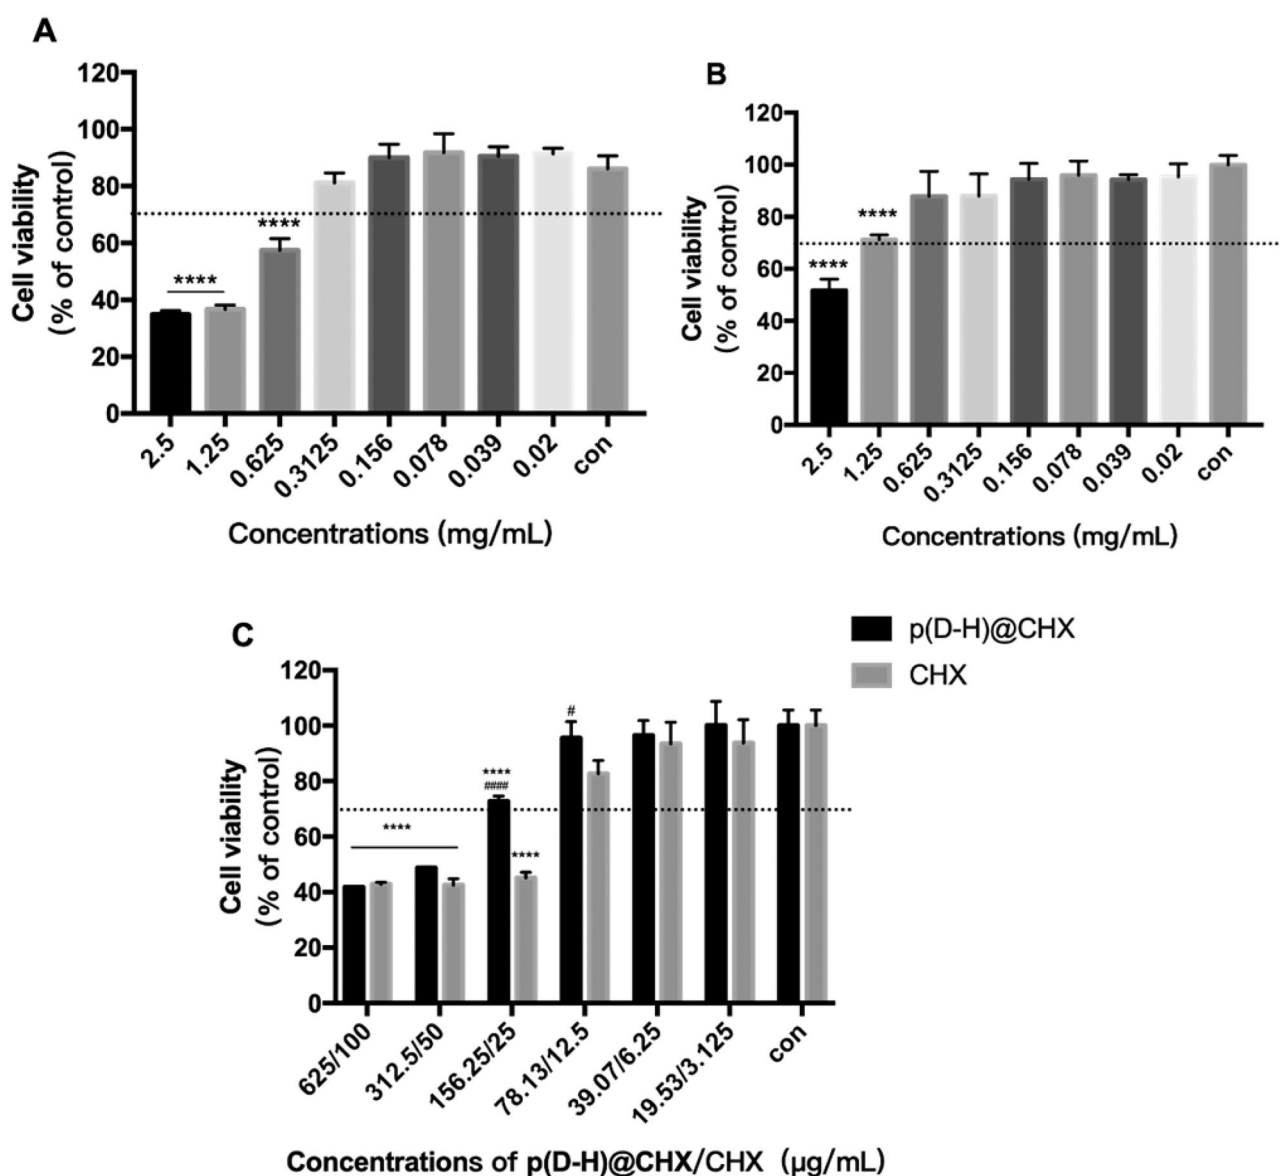 A
120
100
80
60
40
20
0
Cell viability
(% of control)
****
****
2.5 1.25 0.625 0.3125 0.156 0.078 0.039 0.02 con
Concentrations (mg/mL)
B
120
100
80
60
40
20
0
Cell viability
(% of control)
****
****
2.5 1.25 0.625 0.3125 0.156 0.078 0.039 0.02 con
Concentrations (mg/mL)
C
p(D-H)@CHX
CHX
120
100
80
60
40
20
0
Cell viability
(% of control)
****
****
####
****
#
625/100 312.5/50 156.25/25 78.13/12.5 39.07/6.25 19.53/3.125 con
Concentrations of p(D-H)@CHX/CHX (μg/mL)